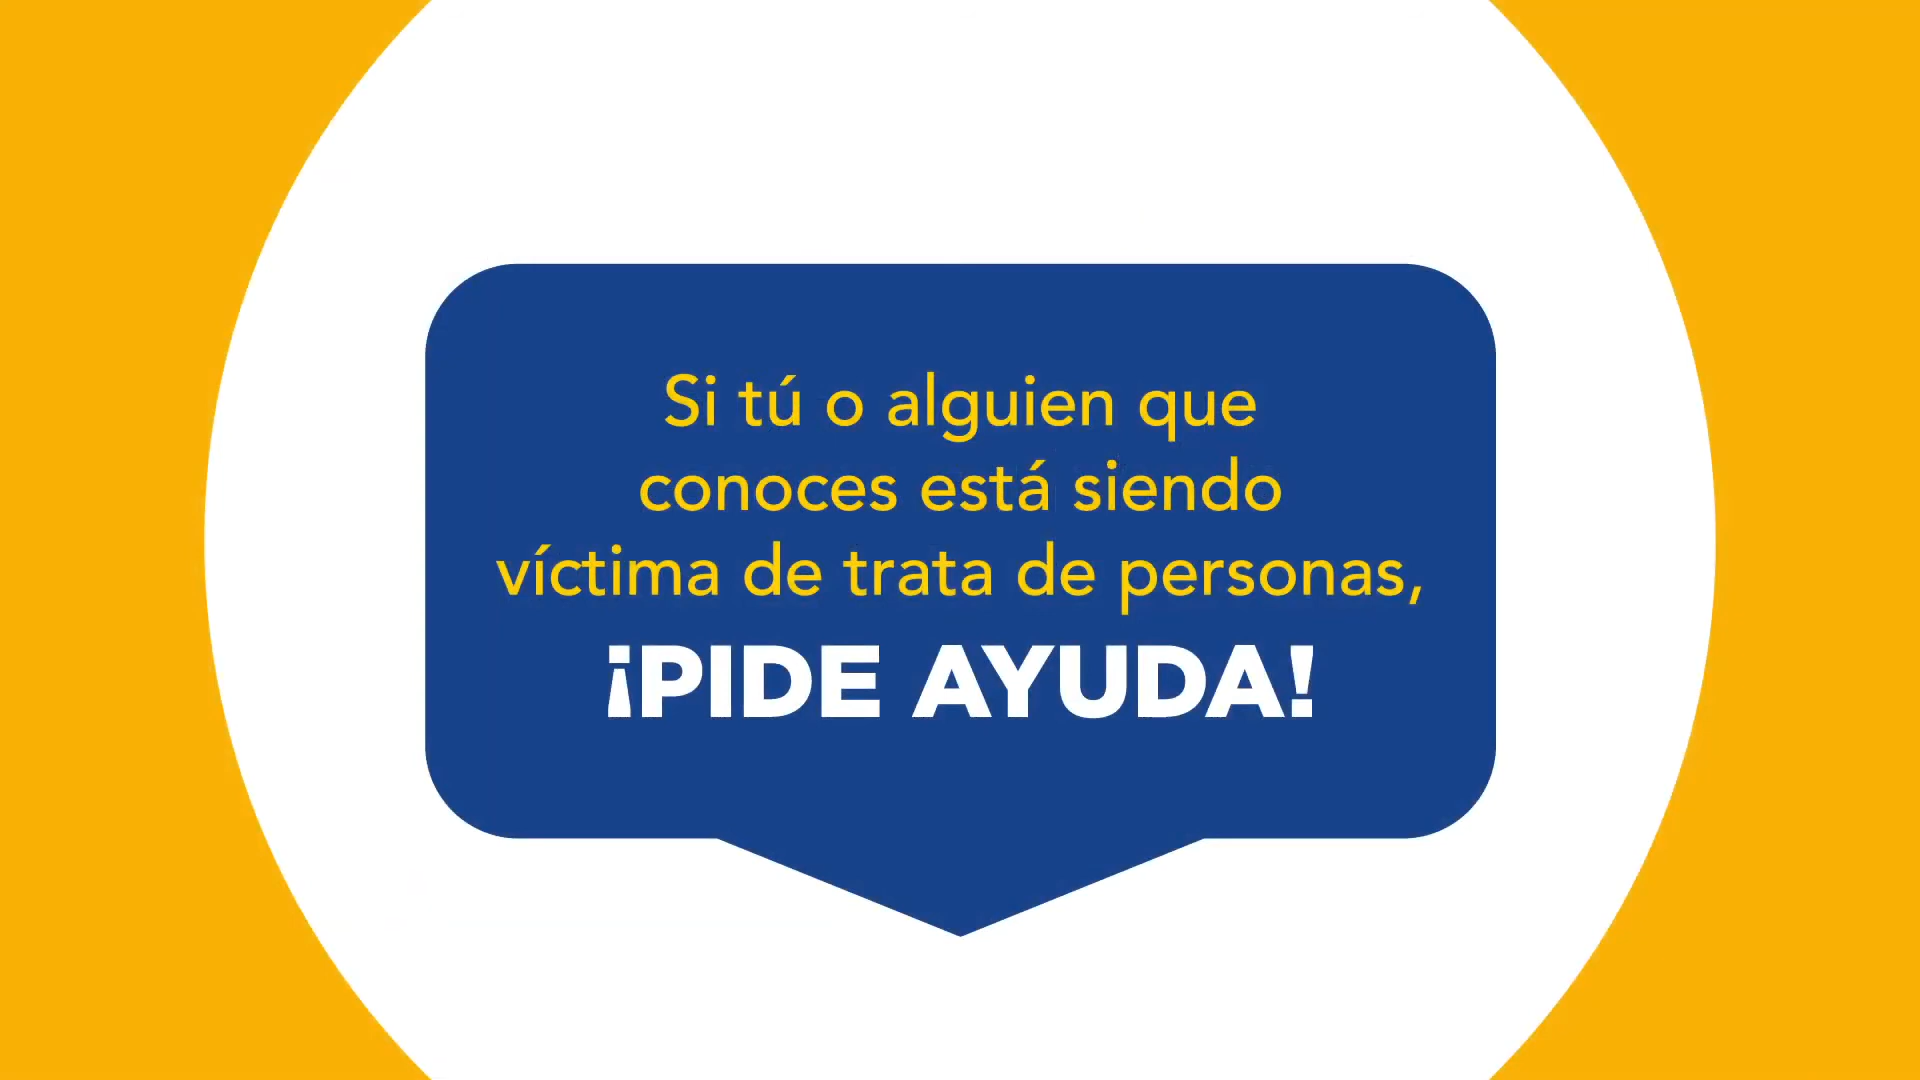 Si tú o alguien que
conoces está siendo
víctima de trata de personas,
¡PIDE AYUDA!